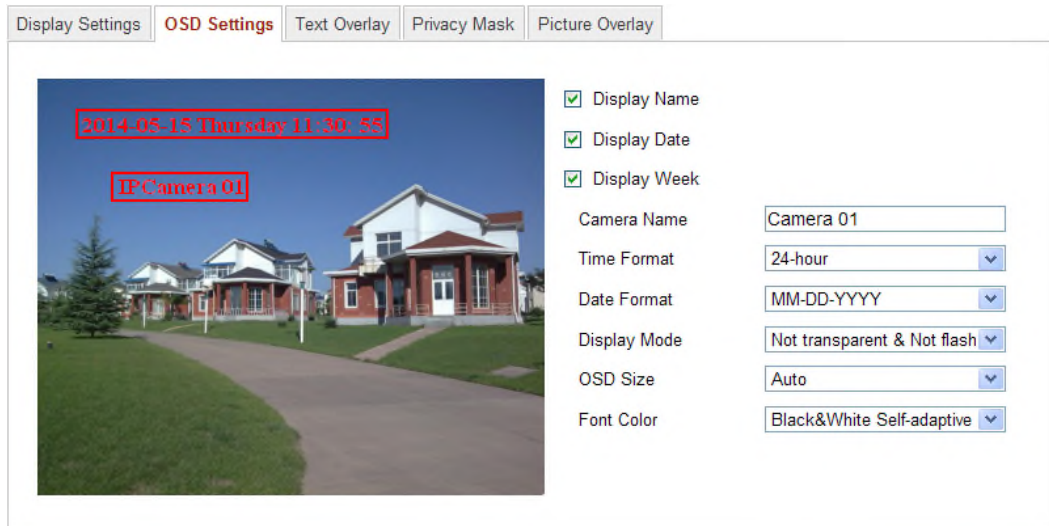 Display Settings OSD Settings Text Overlay Privacy Mask Picture Overlay
2014-05-15 Thursday 11:30: 55
IPCamera 01
Display Name
Display Date
Display Week
Camera Name Camera 01
Time Format 24-hour
Date Format MM-DD-YYYY
Display Mode Not transparent & Not flash
OSD Size Auto
Font Color Black&White Self-adaptive